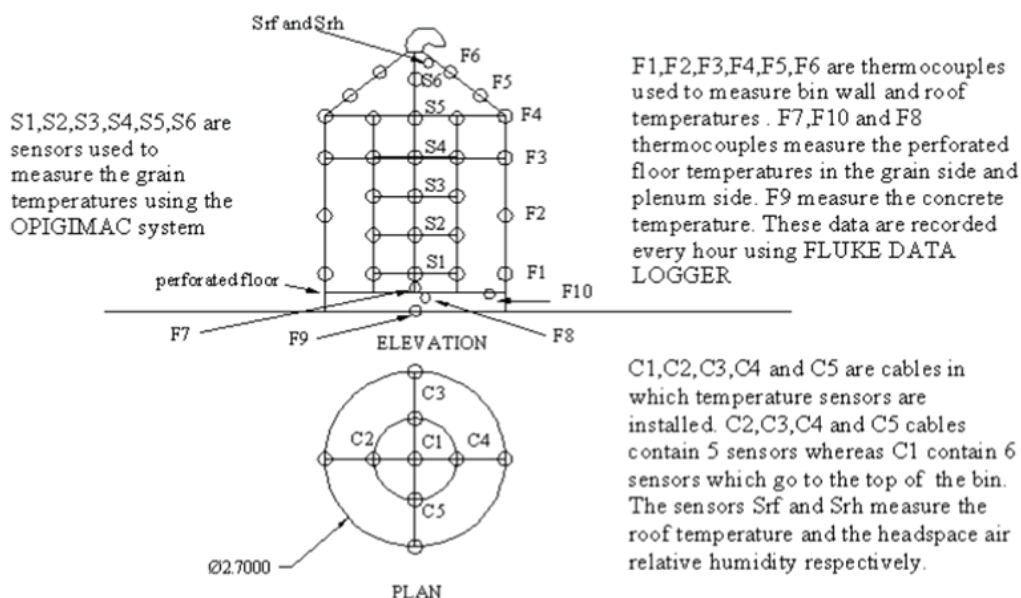 Srf and Srh
F6
S6
F5
S5
F4
S4
F3
S3
F2
S2
S1
F1
perforated floor
F10
F7
F9
F8
ELEVATION
S1,S2,S3,S4,S5,S6 are
sensors used to
measure the grain
temperatures using the
OPIGIMAC system
F1,F2,F3,F4,F5,F6 are thermocouples
used to measure bin wall and roof
temperatures . F7,F10 and F8
thermocouples measure the perforated
floor temperatures in the grain side and
plenum side. F9 measure the concrete
temperature. These data are recorded
every hour using FLUKE DATA
LOGGER
C3
C2
C1
C4
C5
Ø2.7000
PLAN
C1,C2,C3,C4 and C5 are cables in
which temperature sensors are
installed. C2,C3,C4 and C5 cables
contain 5 sensors whereas C1 contain 6
sensors which go to the top of the bin.
The sensors Srf and Srh measure the
roof temperature and the headspace air
relative humidity respectively.